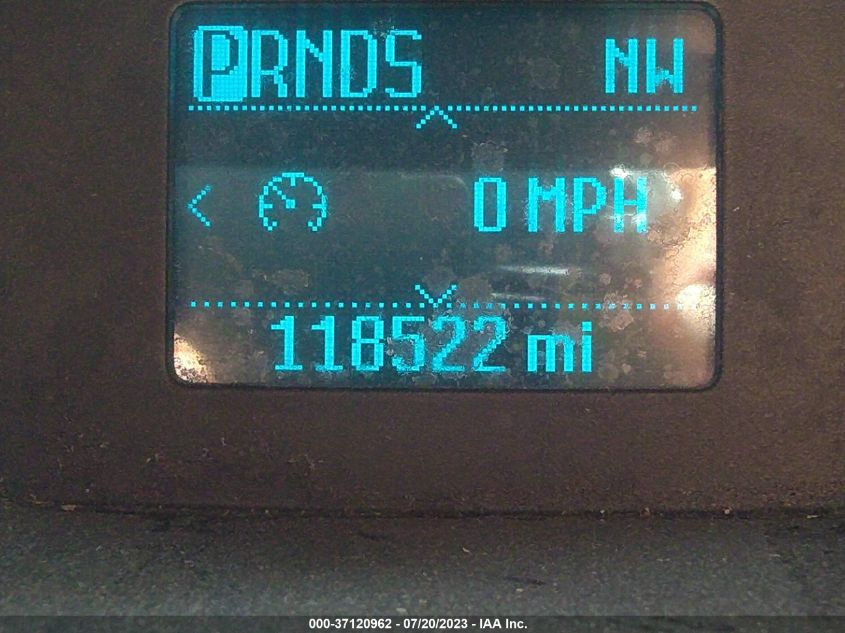 PRNDS NW
0 MPH
118522 mi
000-37120962 - 07/20/2023 - IAA Inc.